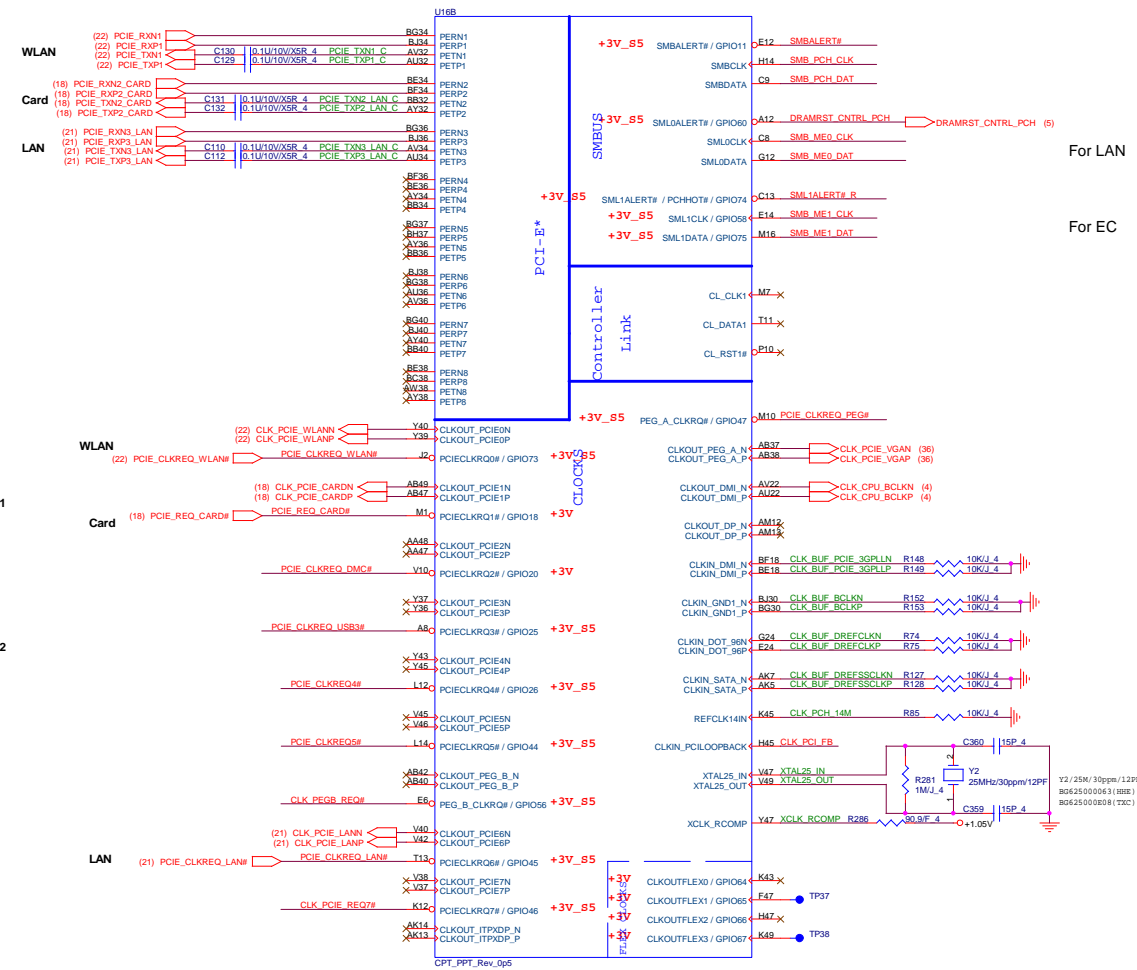 U16B
WLAN
(22) PCIE_RXN1 BG34 PERN1
(22) PCIE_RXP1 BJ34 PERP1
(22) PCIE_TXN1 C130 0.1U/10V/X5R_4 PCIE_TXN1_C AV32 PETN1
(22) PCIE_TXP1 C129 0.1U/10V/X5R_4 PCIE_TXP1_C AU32 PETP1
Card
(18) PCIE_RXN2_CARD BE34 PERN2
(18) PCIE_RXP2_CARD BF34 PERP2
(18) PCIE_TXN2_CARD C131 0.1U/10V/X5R_4 PCIE_TXN2_LAN_C BB32 PETN2
(18) PCIE_TXP2_CARD C132 0.1U/10V/X5R_4 PCIE_TXP2_LAN_C AY32 PETP2
LAN
(21) PCIE_RXN3_LAN BG36 PERN3
(21) PCIE_RXP3_LAN BJ36 PERP3
(21) PCIE_TXN3_LAN C110 0.1U/10V/X5R_4 PCIE_TXN3_LAN_C AV34 PETN3
(21) PCIE_TXP3_LAN C112 0.1U/10V/X5R_4 PCIE_TXP3_LAN_C AU34 PETP3
BF36 PERN4
BE36 PERP4
AY34 PETN4
BB34 PETP4
BG37 PERN5
BH37 PERP5
AY36 PETN5
BB36 PETP5
BJ38 PERN6
BG38 PERP6
AU36 PETN6
AV36 PETP6
BG40 PERN7
BJ40 PERP7
AY40 PETN7
BB40 PETP7
BE38 PERN8
BC38 PERP8
AW38 PETN8
AY38 PETP8
PCI-E*
WLAN
(22) CLK_PCIE_WLANN Y40 CLKOUT_PCIE0N
(22) CLK_PCIE_WLANP Y39 CLKOUT_PCIE0P
(22) PCIE_CLKREQ_WLAN# PCIE_CLKREQ_WLAN# J2 PCIECLKRQ0# / GPIO73 +3V_S5
1
Card
(18) CLK_PCIE_CARDN AB49 CLKOUT_PCIE1N
(18) CLK_PCIE_CARDP AB47 CLKOUT_PCIE1P
(18) PCIE_REQ_CARD# PCIE_REQ_CARD# M1 PCIECLKRQ1# / GPIO18 +3V
AA48 CLKOUT_PCIE2N
AA47 CLKOUT_PCIE2P
PCIE_CLKREQ_DMC# V10 PCIECLKRQ2# / GPIO20 +3V
Y37 CLKOUT_PCIE3N
Y36 CLKOUT_PCIE3P
PCIE_CLKREQ_USB3# A8 PCIECLKRQ3# / GPIO25 +3V_S5
2
Y43 CLKOUT_PCIE4N
Y45 CLKOUT_PCIE4P
PCIE_CLKREQ4# L12 PCIECLKRQ4# / GPIO26 +3V_S5
V45 CLKOUT_PCIE5N
V46 CLKOUT_PCIE5P
PCIE_CLKREQ5# L14 PCIECLKRQ5# / GPIO44 +3V_S5
AB42 CLKOUT_PEG_B_N
AB40 CLKOUT_PEG_B_P
CLK_PEGB_REQ# E6 PEG_B_CLKRQ# / GPIO56 +3V_S5
LAN
(21) CLK_PCIE_LANN V40 CLKOUT_PCIE6N
(21) CLK_PCIE_LANP V42 CLKOUT_PCIE6P
(21) PCIE_CLKREQ_LAN# PCIE_CLKREQ_LAN# T13 PCIECLKRQ6# / GPIO45 +3V_S5
V38 CLKOUT_PCIE7N
V37 CLKOUT_PCIE7P
CLK_PCIE_REQ7# K12 PCIECLKRQ7# / GPIO46 +3V_S5
AK14 CLKOUT_ITPXDP_N
AK13 CLKOUT_ITPXDP_P
CPT_PPT_Rev_0p5
SMBUS
+3V_S5 SMBALERT# / GPIO11 E12 SMBALERT#
SMBCLK H14 SMB_PCH_CLK
SMBDATA C9 SMB_PCH_DAT
+3V_S5 SML0ALERT# / GPIO60 A12 DRAMRST_CNTRL_PCH DRAMRST_CNTRL_PCH (5)
SML0CLK C8 SMB_ME0_CLK
SML0DATA G12 SMB_ME0_DAT
For LAN
+3V_S5 SML1ALERT# / PCHHOT# / GPIO74 C13 SML1ALERT#_R
+3V_S5 SML1CLK / GPIO58 E14 SMB_ME1_CLK
+3V_S5 SML1DATA / GPIO75 M16 SMB_ME1_DAT
For EC
Controller
Link
CL_CLK1 M7
CL_DATA1 T11
CL_RST1# P10
CLOCKS
+3V_S5 PEG_A_CLKRQ# / GPIO47 M10 PCIE_CLKREQ_PEG#
CLKOUT_PEG_A_N AB37 CLK_PCIE_VGAN (36)
CLKOUT_PEG_A_P AB38 CLK_PCIE_VGAP (36)
CLKOUT_DMI_N AV22 CLK_CPU_BCLKN (4)
CLKOUT_DMI_P AU22 CLK_CPU_BCLKP (4)
CLKOUT_DP_N AM12
CLKOUT_DP_P AM13
CLKIN_DMI_N BF18 CLK_BUF_PCIE_3GPLLN R148 10K/J_4
CLKIN_DMI_P BE18 CLK_BUF_PCIE_3GPLLP R149 10K/J_4
CLKIN_GND1_N BJ30 CLK_BUF_BCLKN R152 10K/J_4
CLKIN_GND1_P BG30 CLK_BUF_BCLKP R153 10K/J_4
CLKIN_DOT_96N G24 CLK_BUF_DREFCLKN R74 10K/J_4
CLKIN_DOT_96P E24 CLK_BUF_DREFCLKP R75 10K/J_4
CLKIN_SATA_N AK7 CLK_BUF_DREFSSCLKN R127 10K/J_4
CLKIN_SATA_P AK5 CLK_BUF_DREFSSCLKP R128 10K/J_4
REFCLK14IN K45 CLK_PCH_14M R85 10K/J_4
CLKIN_PCILOOPBACK H45 CLK_PCI_FB
XTAL25_IN V47 XTAL25_IN
XTAL25_OUT V49 XTAL25_OUT
C360 15P_4
R281
1M/J_4
2
Y2
25MHz/30ppm/12PF
1
C359 15P_4
Y2/25M/30ppm/12P
BG625000063(HHE)
BG625000E08(TXC)
XCLK_RCOMP Y47 XCLK_RCOMP R286 90.9/F_4 +1.05V
FLEX CLOCKS
+3V CLKOUTFLEX0 / GPIO64 K43
+3V CLKOUTFLEX1 / GPIO65 F47 TP37
+3V CLKOUTFLEX2 / GPIO66 H47
+3V CLKOUTFLEX3 / GPIO67 K49 TP38